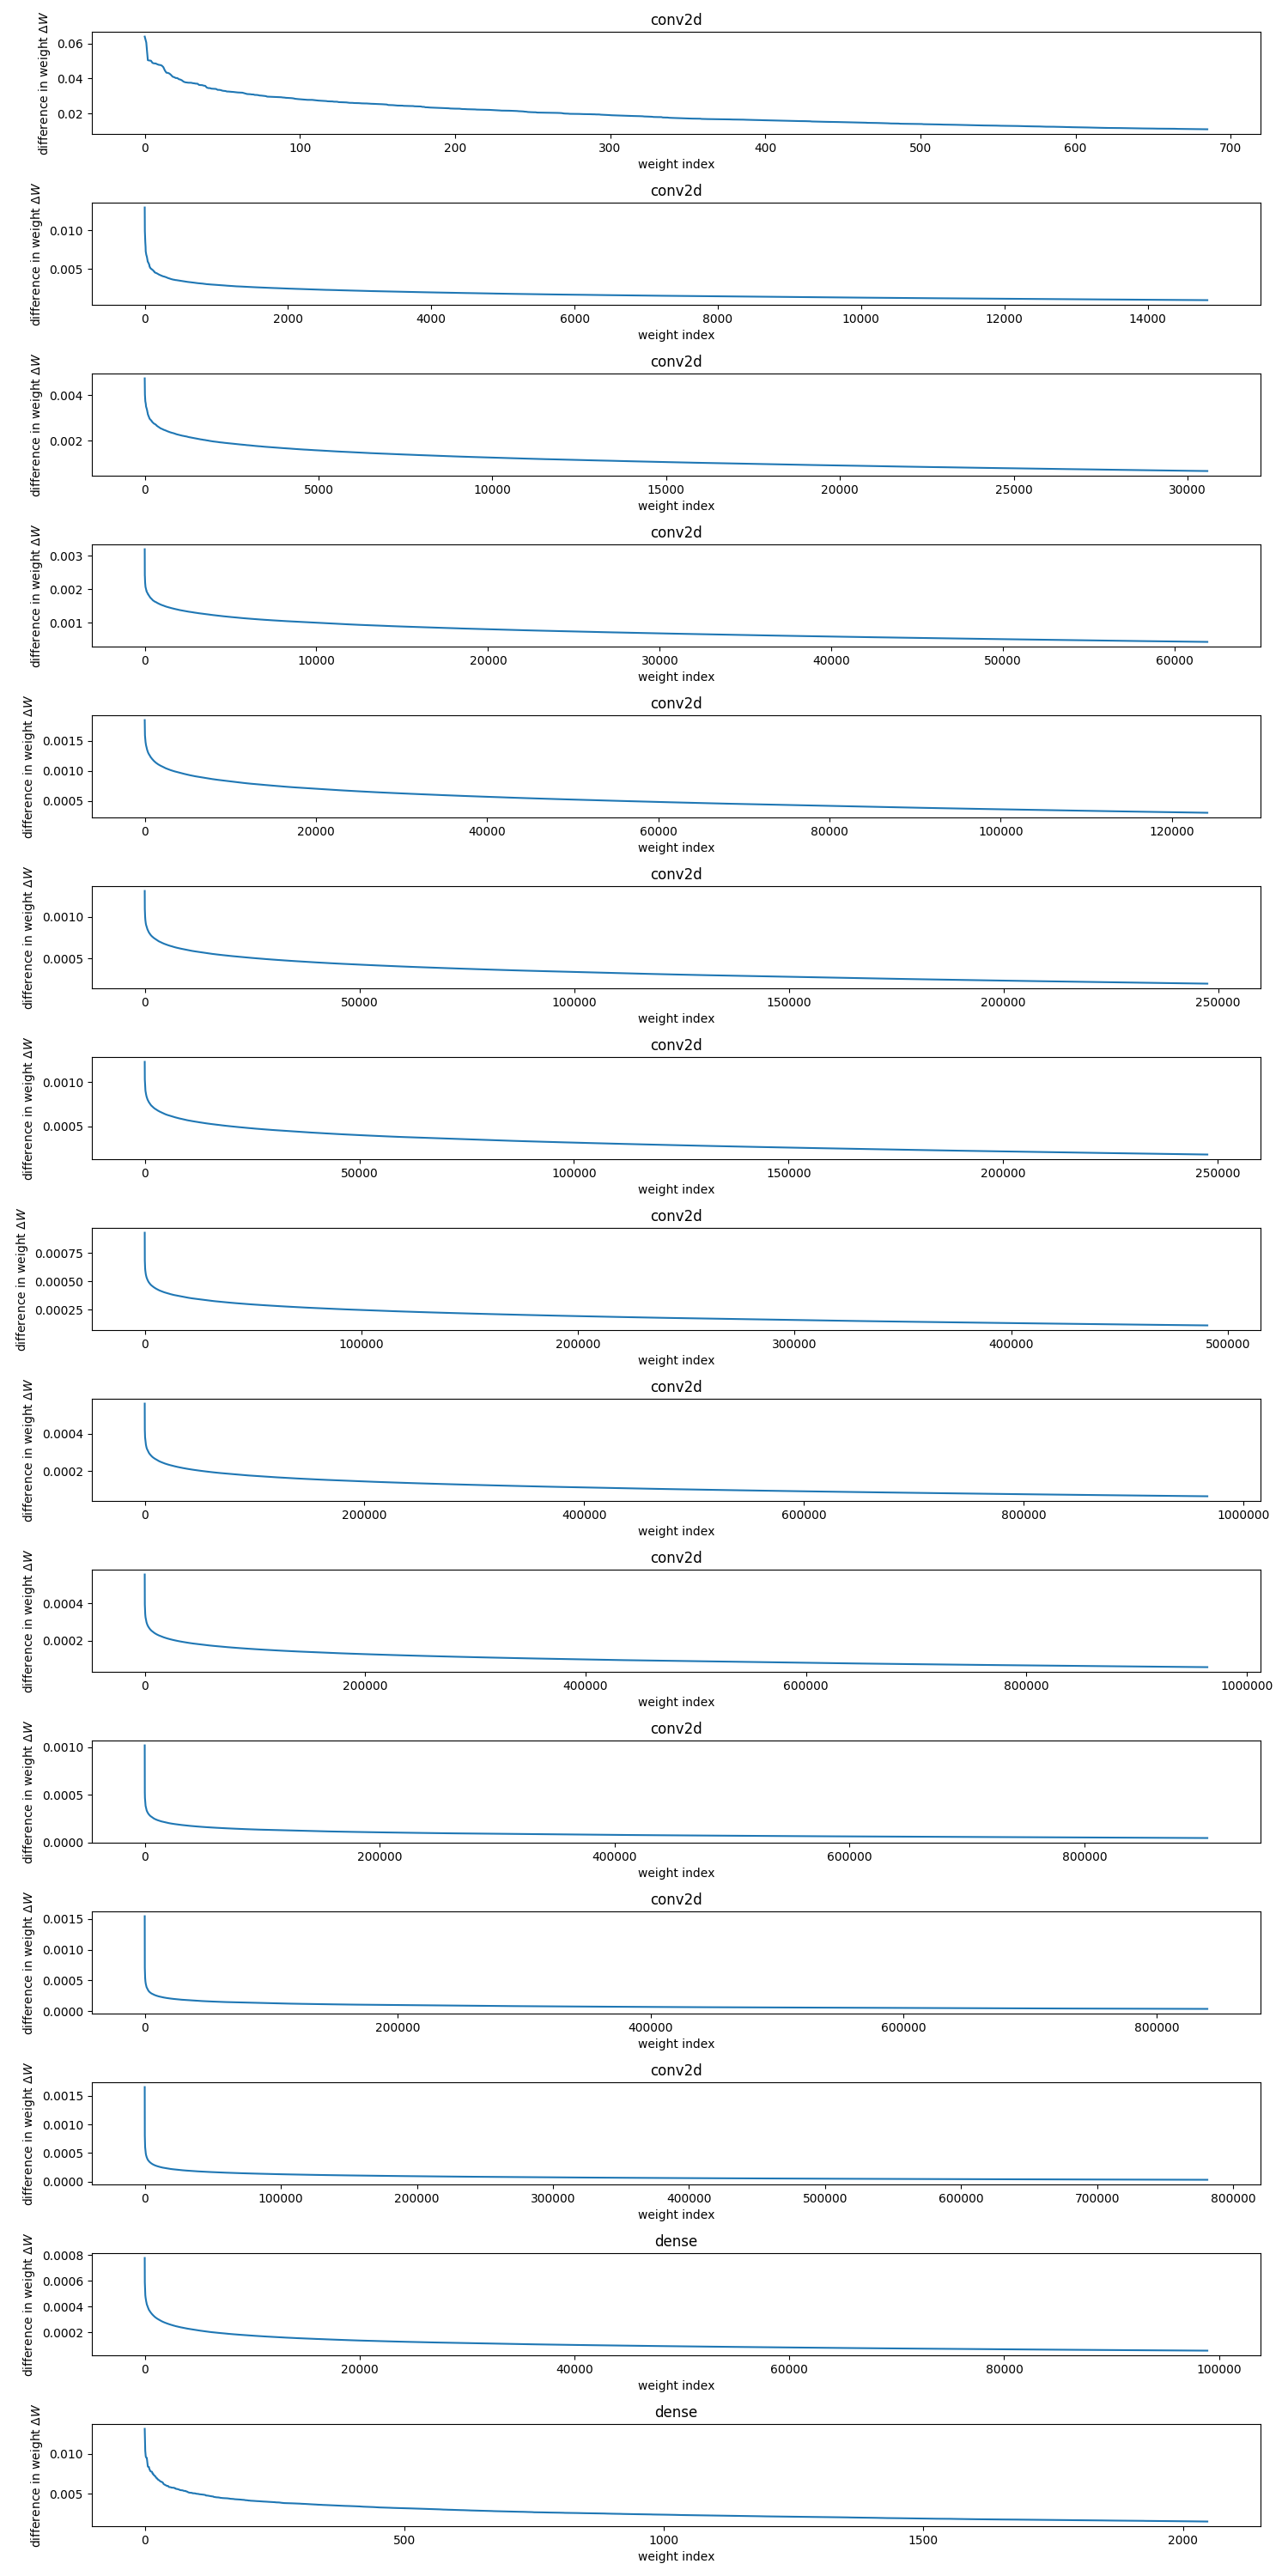 conv2d
difference in weight ΔW
0.06
0.04
0.02
0 100 200 300 400 500 600 700
weight index
conv2d
difference in weight ΔW
0.010
0.005
0 2000 4000 6000 8000 10000 12000 14000
weight index
conv2d
difference in weight ΔW
0.004
0.002
0 5000 10000 15000 20000 25000 30000
weight index
conv2d
difference in weight ΔW
0.003
0.002
0.001
0 10000 20000 30000 40000 50000 60000
weight index
conv2d
difference in weight ΔW
0.0015
0.0010
0.0005
0 20000 40000 60000 80000 100000 120000
weight index
conv2d
difference in weight ΔW
0.0010
0.0005
0 50000 100000 150000 200000 250000
weight index
conv2d
difference in weight ΔW
0.0010
0.0005
0 50000 100000 150000 200000 250000
weight index
conv2d
difference in weight ΔW
0.00075
0.00050
0.00025
0 100000 200000 300000 400000 500000
weight index
conv2d
difference in weight ΔW
0.0004
0.0002
0 200000 400000 600000 800000 1000000
weight index
conv2d
difference in weight ΔW
0.0004
0.0002
0 200000 400000 600000 800000 1000000
weight index
conv2d
difference in weight ΔW
0.0010
0.0005
0.0000
0 200000 400000 600000 800000
weight index
conv2d
difference in weight ΔW
0.0015
0.0010
0.0005
0.0000
0 200000 400000 600000 800000
weight index
conv2d
difference in weight ΔW
0.0015
0.0010
0.0005
0.0000
0 100000 200000 300000 400000 500000 600000 700000 800000
weight index
dense
difference in weight ΔW
0.0008
0.0006
0.0004
0.0002
0 20000 40000 60000 80000 100000
weight index
dense
difference in weight ΔW
0.010
0.005
0 500 1000 1500 2000
weight index